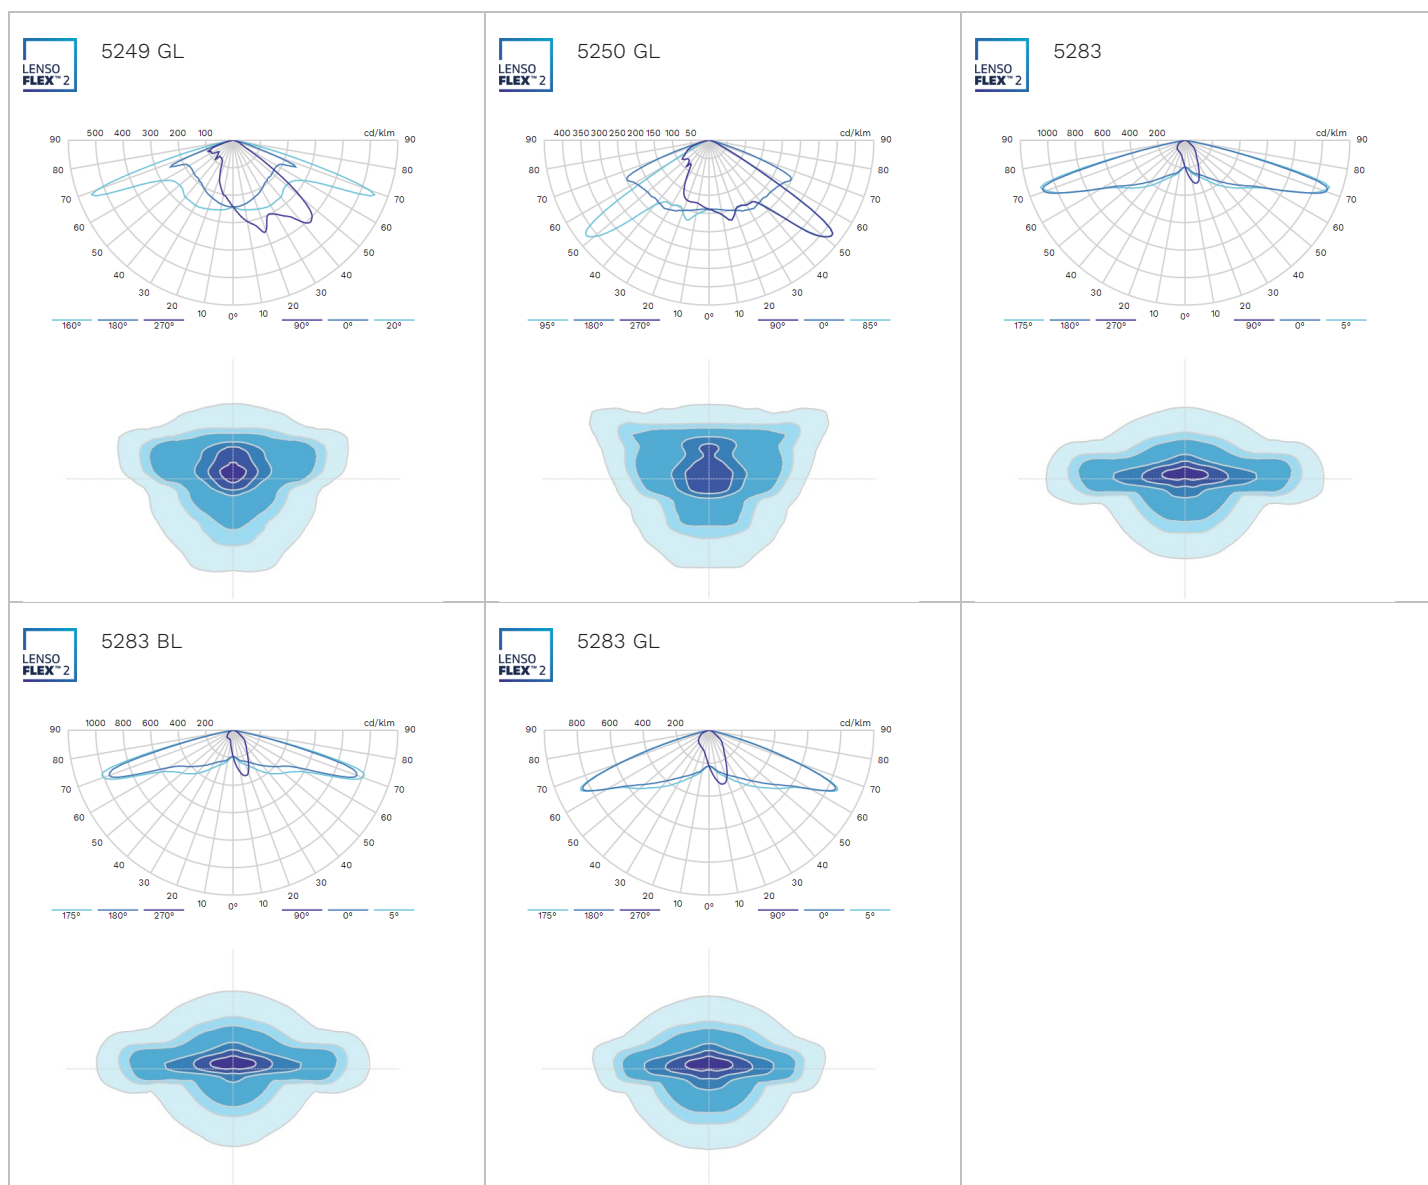 5249 GL
LENSO
FLEX™2
500 400 300 200 100 cd/klm
90 90
80 80
70 70
60 60
50 50
40 40
30 30
20 20
10 0° 10
160° 180° 270° 90° 0° 20°
5250 GL
LENSO
FLEX™2
400 350 300 250 200 150 100 50 cd/klm
90 90
80 80
70 70
60 60
50 50
40 40
30 30
20 20
10 0° 10
95° 180° 270° 90° 0° 85°
5283
LENSO
FLEX™2
1000 800 600 400 200 cd/klm
90 90
80 80
70 70
60 60
50 50
40 40
30 30
20 20
10 0° 10
175° 180° 270° 90° 0° 5°
5283 BL
LENSO
FLEX™2
1000 800 600 400 200 cd/klm
90 90
80 80
70 70
60 60
50 50
40 40
30 30
20 20
10 0° 10
175° 180° 270° 90° 0° 5°
5283 GL
LENSO
FLEX™2
800 600 400 200 cd/klm
90 90
80 80
70 70
60 60
50 50
40 40
30 30
20 20
10 0° 10
175° 180° 270° 90° 0° 5°